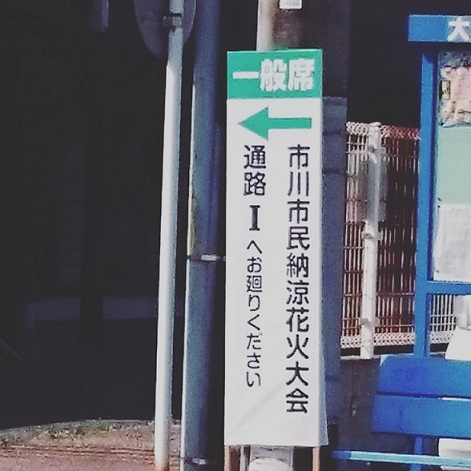 一般席
市川市民納涼花火大会
通路Iへお廻りください
大